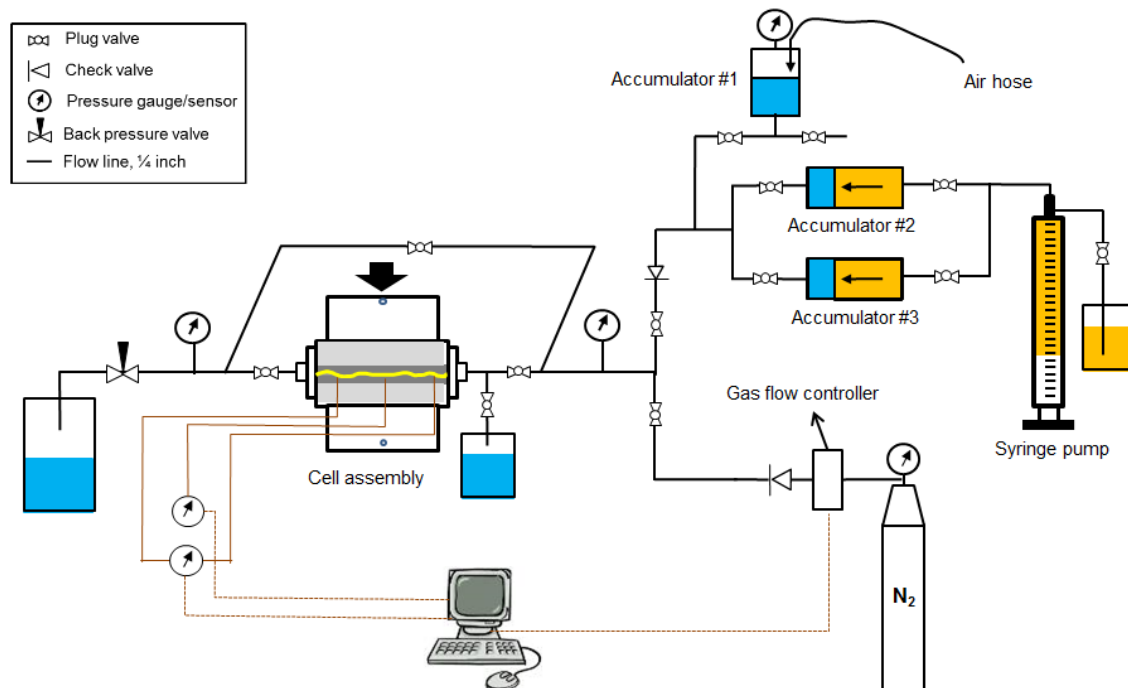 Plug valve
Check valve
Pressure gauge/sensor
Back pressure valve
Flow line, ¼ inch
Accumulator #1
Air hose
Accumulator #2
Accumulator #3
Gas flow controller
Syringe pump
Cell assembly
N₂